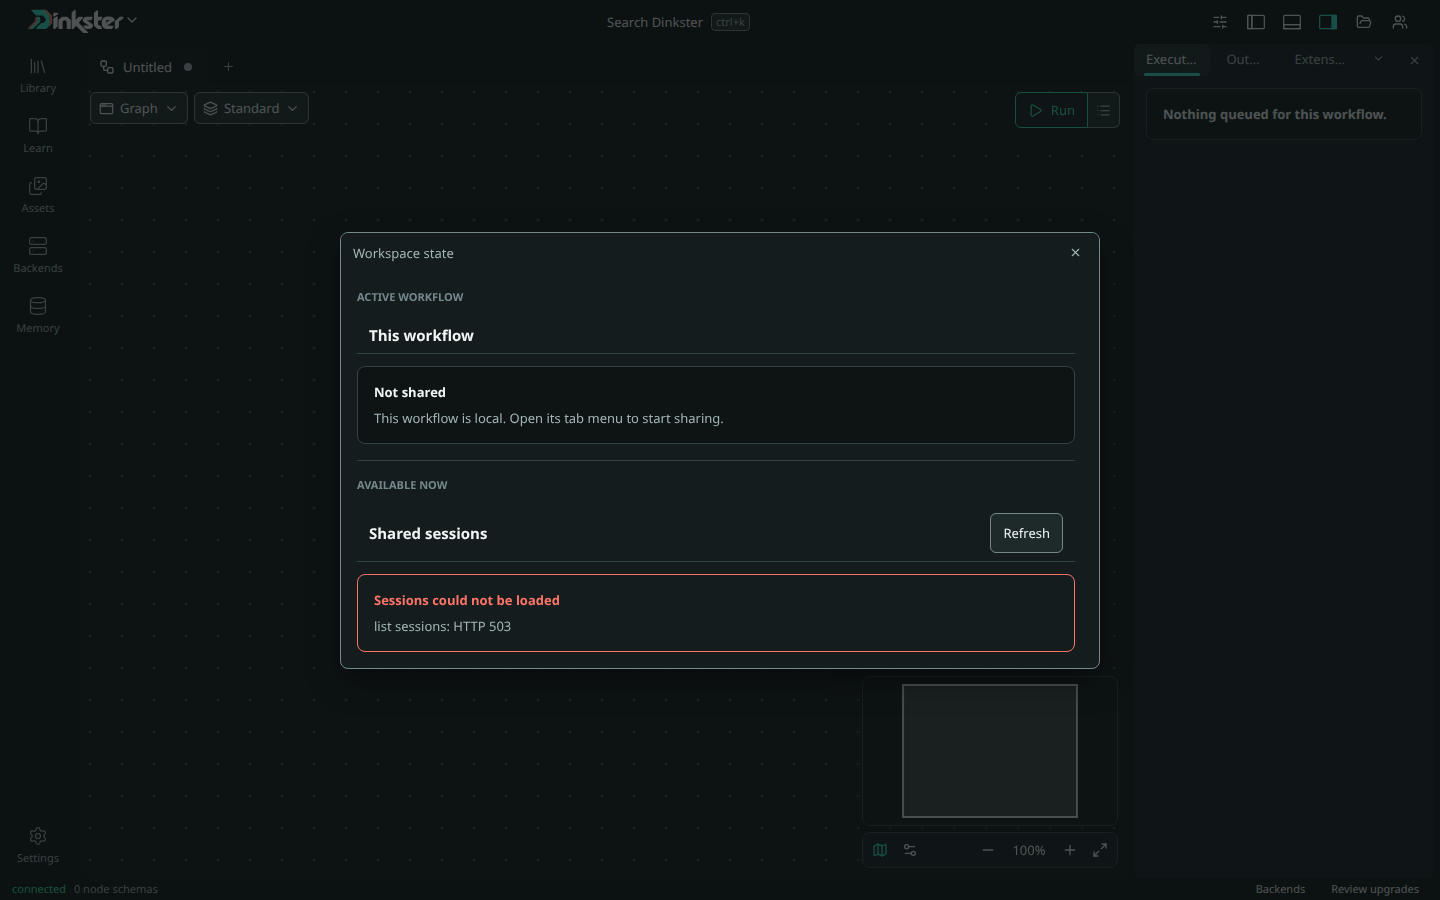 Dinkster
Search Dinkster ctrl+k
Library
Learn
Assets
Backends
Memory
Settings
Untitled
Graph
Standard
Run
Execut...
Out...
Extens...
Nothing queued for this workflow.
Workspace state
ACTIVE WORKFLOW
This workflow
Not shared
This workflow is local. Open its tab menu to start sharing.
AVAILABLE NOW
Shared sessions
Refresh
Sessions could not be loaded
list sessions: HTTP 503
100%
connected 0 node schemas
Backends
Review upgrades